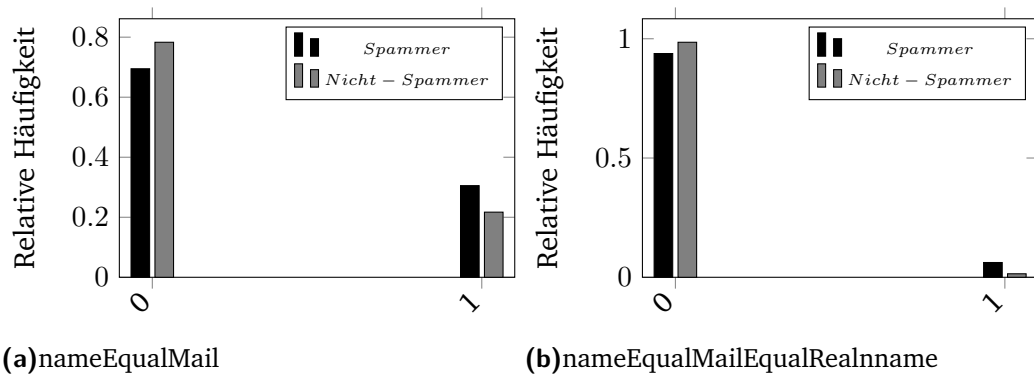 Relative Häufigkeit
0.8
0.6
0.4
0.2
0
Spammer
Nicht − Spammer
0
1
(a)nameEqualMail
Relative Häufigkeit
1
0.5
0
Spammer
Nicht − Spammer
0
1
(b)nameEqualMailEqualRealnname